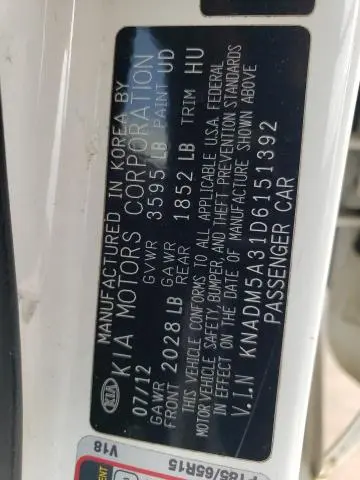 MANUFACTURED IN KOREA BY
KIA MOTORS CORPORATION
07/12 GVWR 3595 LB PAINT UD
GAWR GAWR
FRONT 2028 LB REAR 1852 LB TRIM HU
THIS VEHICLE CONFORMS TO ALL APPLICABLE U.S.A. FEDERAL
MOTOR VEHICLE SAFETY, BUMPER, AND THEFT PREVENTION STANDARDS
IN EFFECT ON THE DATE OF MANUFACTURE SHOWN ABOVE
V.I.N KNADM5A31D6151392
PASSENGER CAR
KIA
V18
P185/65R15